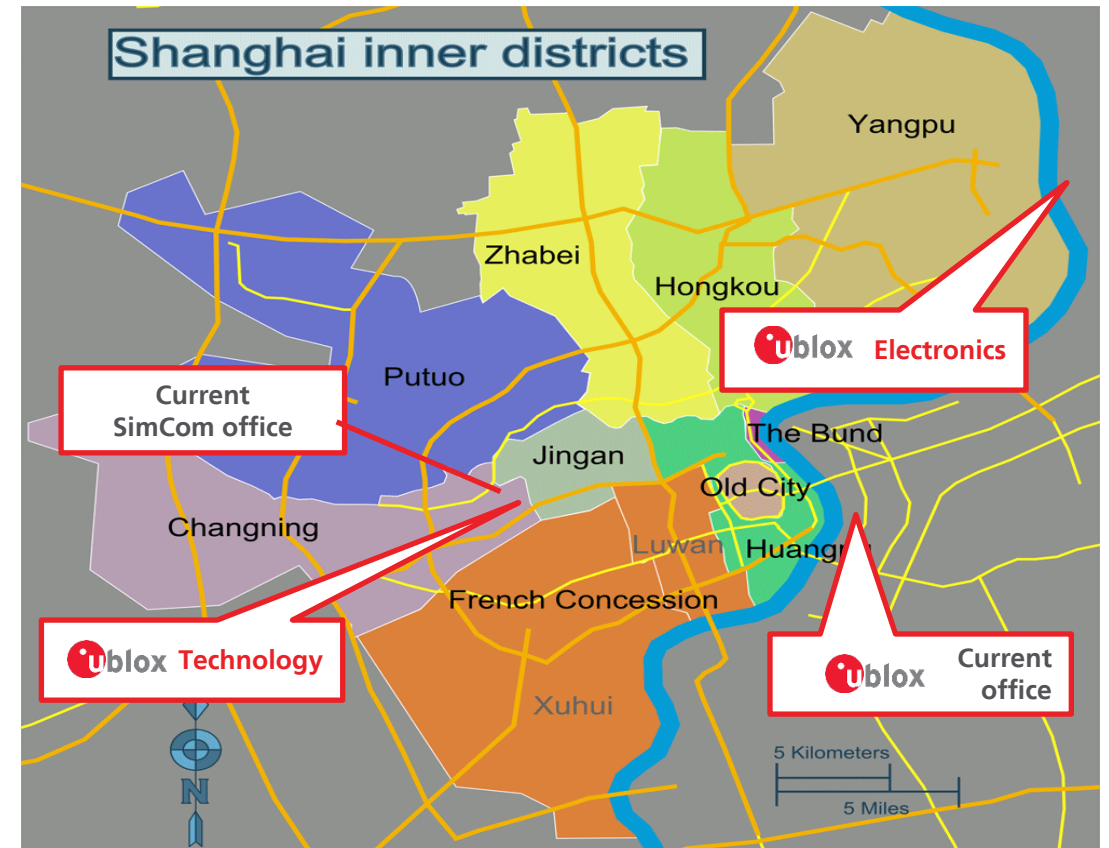 Shanghai inner districts
Yangpu
Zhabei
Hongkou
ublox Electronics
Putuo
Current
SimCom office
The Bund
Jingan
Old City
Changning
Luwan
French Concession
ublox Technology
ublox Current
office
Xuhui
5 Kilometers
N
5 Miles